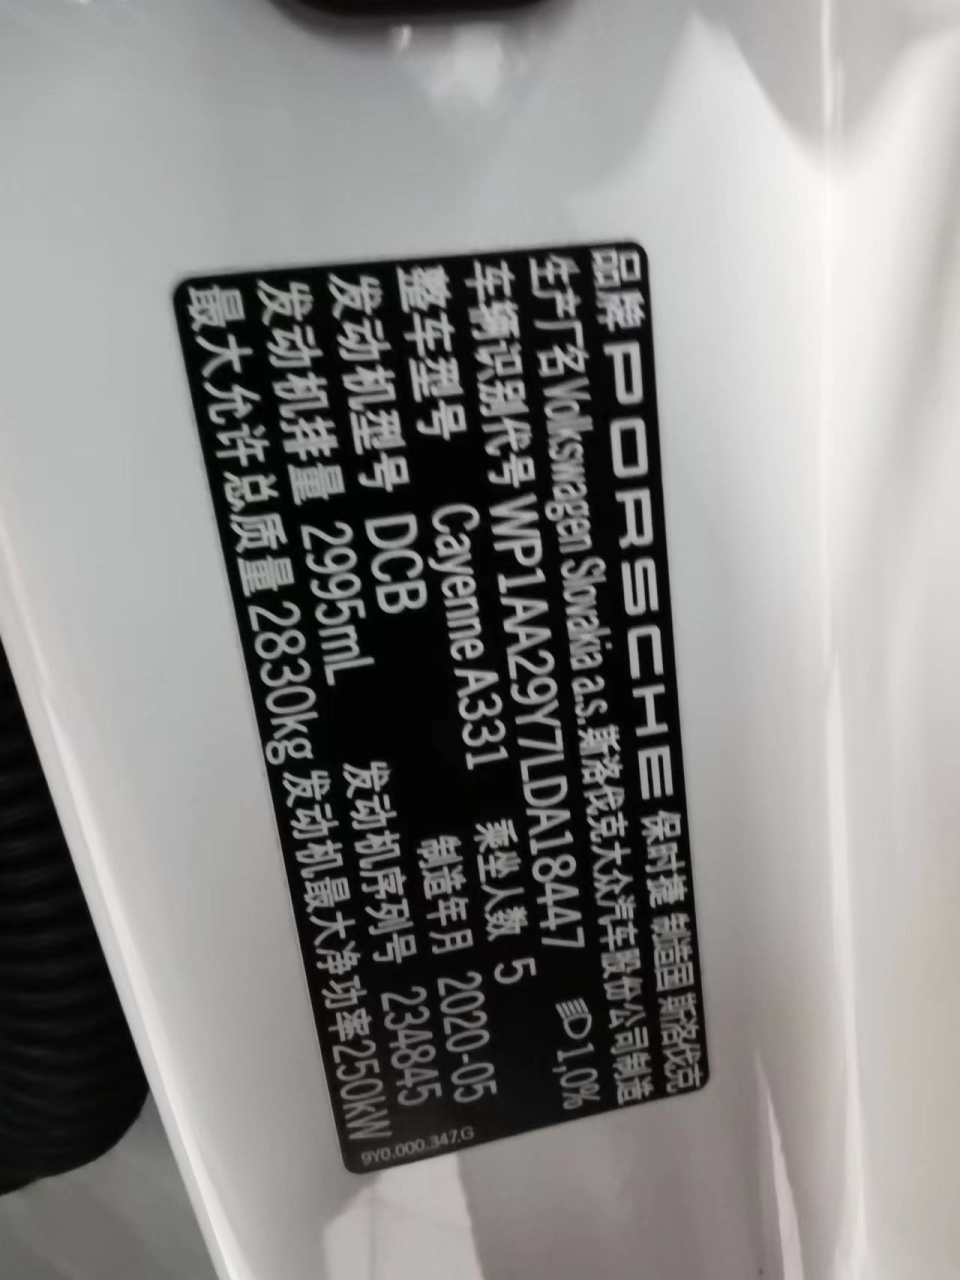 品牌 PORSCHE 保时捷 制造国 斯洛伐克
生产厂名 Volkswagen Slovakia a.s.斯洛伐克大众汽车股份公司制造
车辆识别代号 WP1AA29Y7LDA18447 1,0%
整车型号 Cayenne A331 乘坐人数 5
发动机型号 DCB 制造年月 2020-05
发动机排量 2995mL 发动机序列号 234845
最大允许总质量 2830kg 发动机最大净功率250kW
9Y0.000.347.G